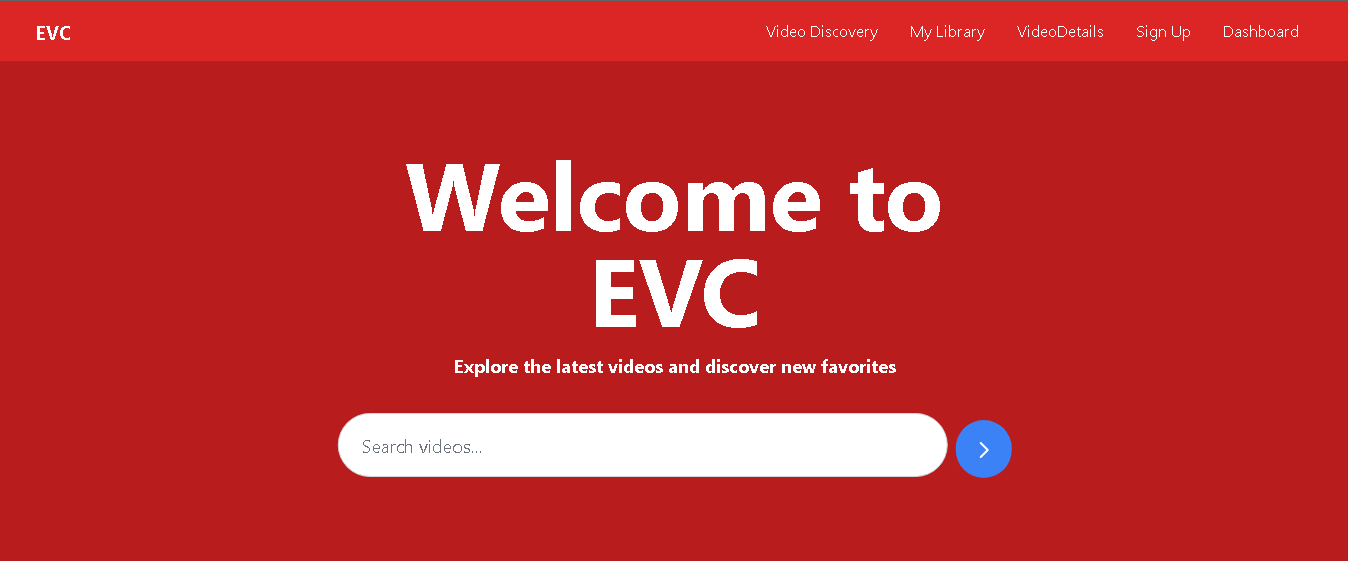 EVC
Video Discovery
My Library
VideoDetails
Sign Up
Dashboard
Welcome to
EVC
Explore the latest videos and discover new favorites
Search videos...